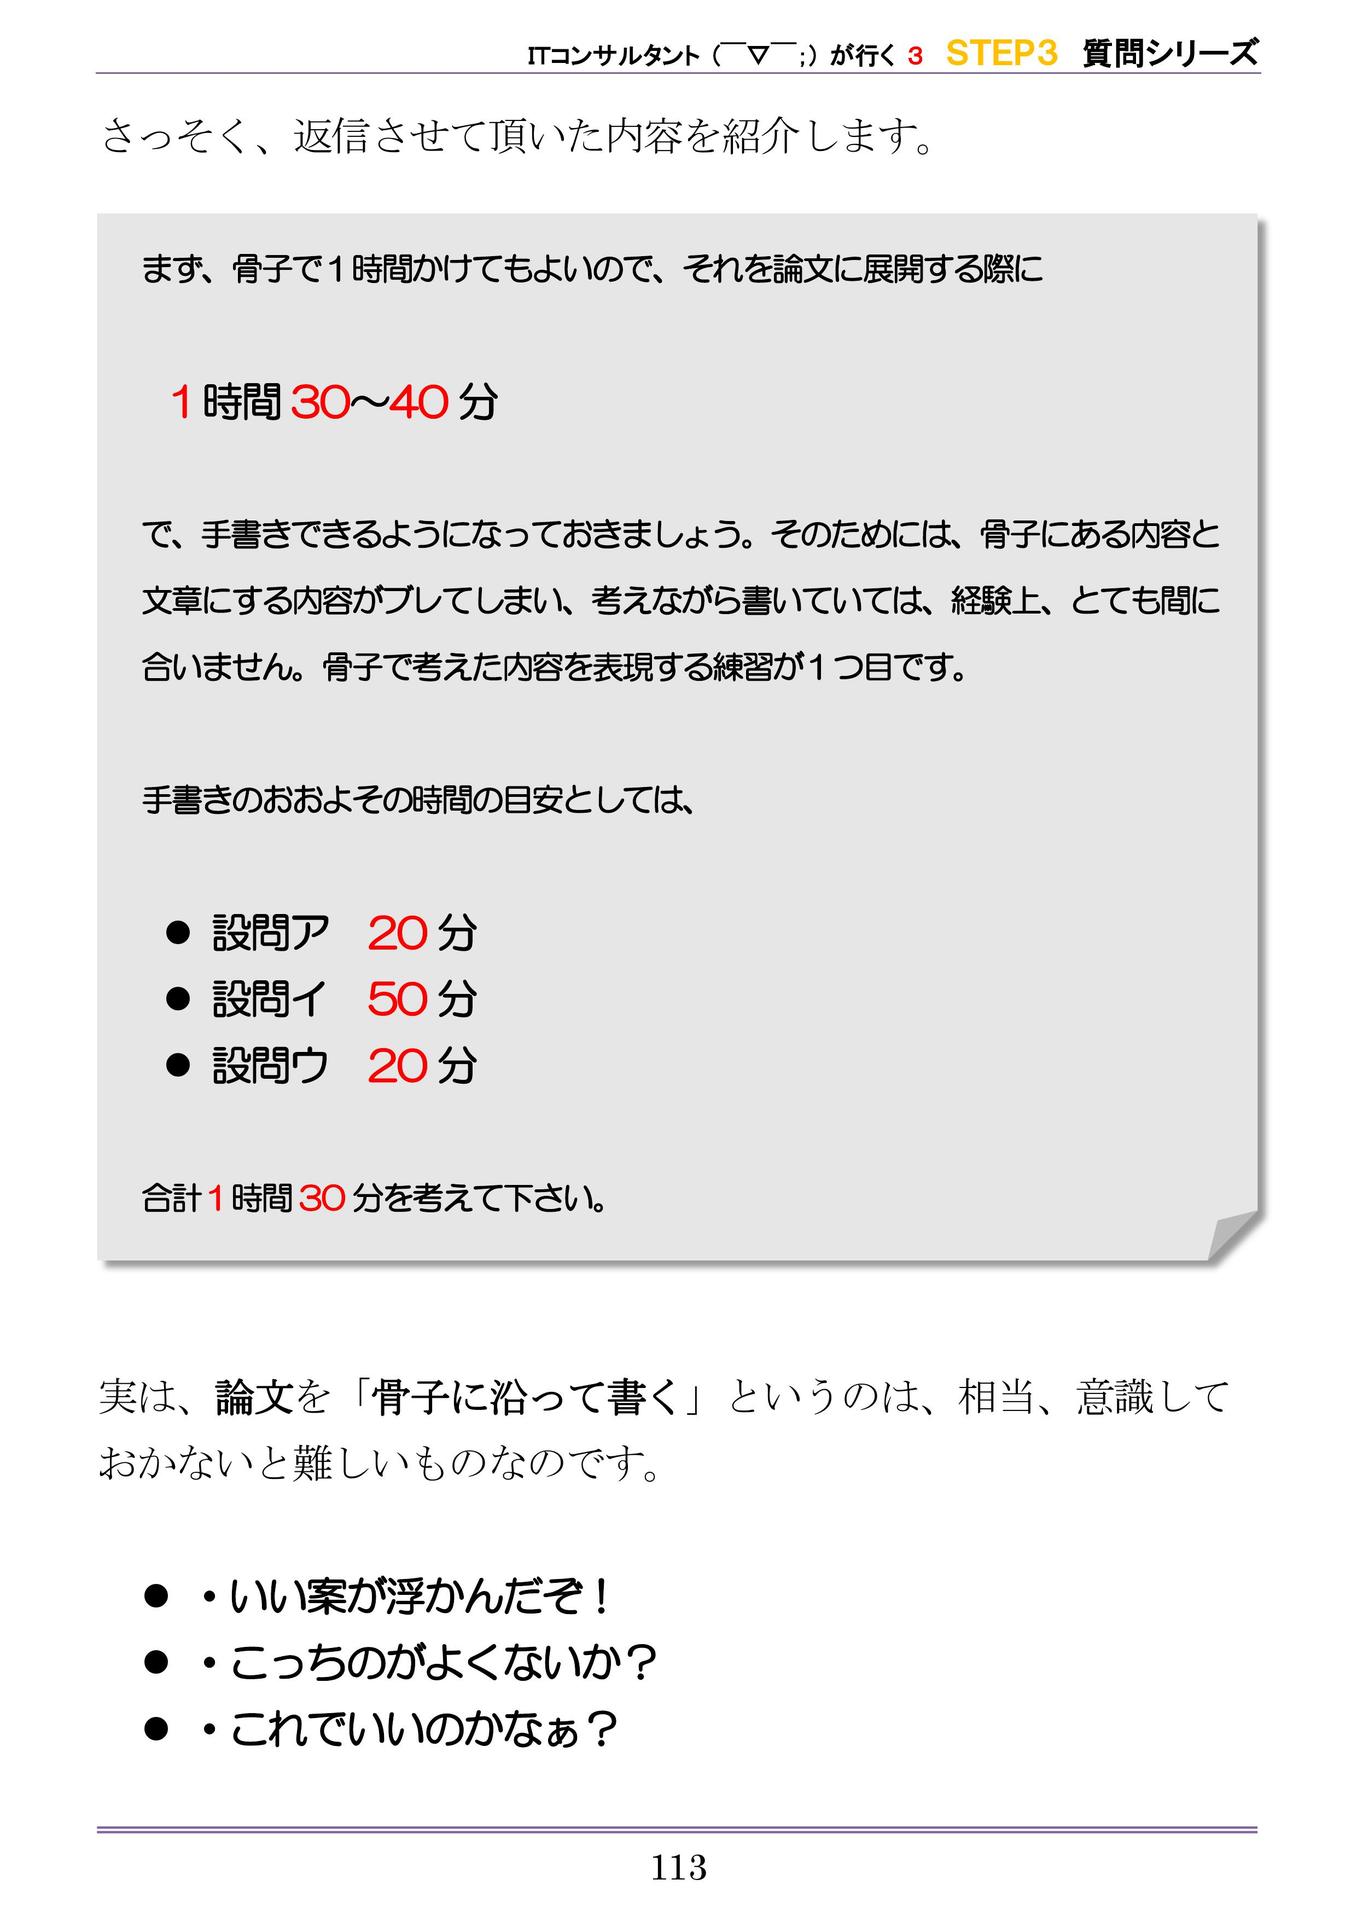 ITコンサルタント(￣▽￣;)が行く 3 STEP3 質問シリーズ
さっそく、返信させて頂いた内容を紹介します。
まず、骨子で１時間かけてもよいので、それを論文に展開する際に
1 時間 30～40 分
で、手書きできるようになっておきましょう。そのためには、骨子にある内容と
文章にする内容がブレてしまい、考えながら書いていては、経験上、とても間に
合いません。骨子で考えた内容を表現する練習が１つ目です。
手書きのおおよその時間の目安としては、
● 設問ア　20 分
● 設問イ　50 分
● 設問ウ　20 分
合計 1 時間 30 分を考えて下さい。
実は、論文を「骨子に沿って書く」というのは、相当、意識して
おかないと難しいものなのです。
● ・いい案が浮かんだぞ！
● ・こっちのがよくないか？
● ・これでいいのかなぁ？
113